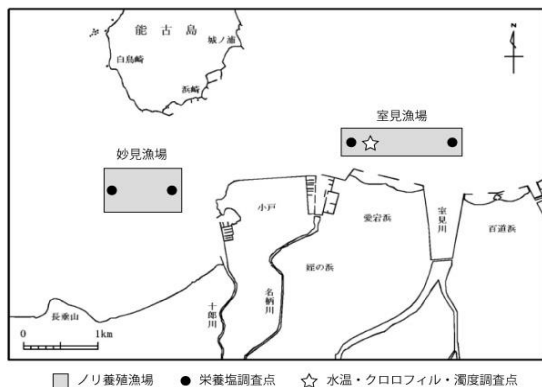 能古島
城ノ浦
白鳥崎
浜崎
N
室見漁場
妙見漁場
小戸
愛宕浜
室見川
百道浜
姪の浜
名柄川
十郎川
長垂山
0 1km
ノリ養殖漁場 栄養塩調査点 水温・クロロフィル・濁度調査点